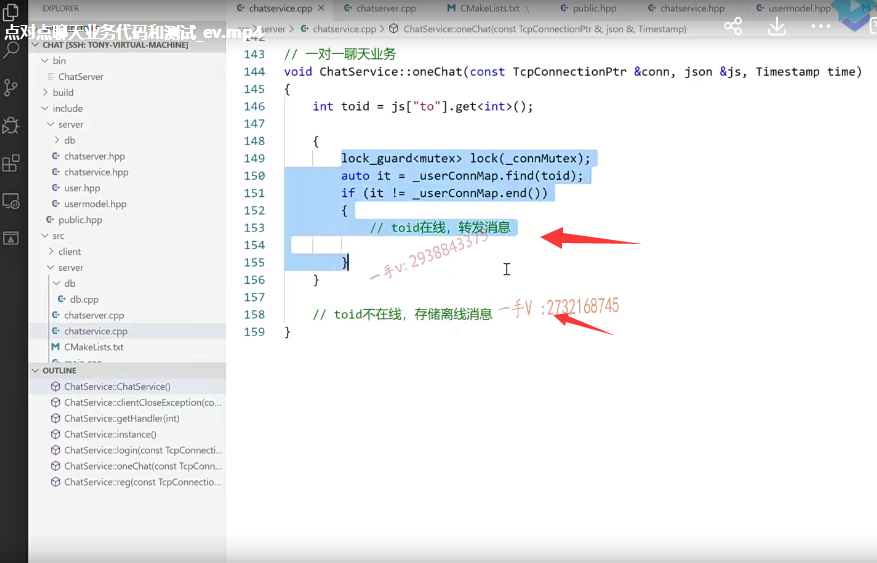 EXPLORER
点对点聊天业务代码和测试_ev.mp4
chatservice.cpp
chatserver.cpp
CMakeLists.txt
public.hpp
chatservice.hpp
usermodel.hpp
server > chatservice.cpp > ChatService::oneChat(const TcpConnectionPtr &, json &, Timestamp)
CHAT [SSH: TONY-VIRTUAL-MACHINE]
bin
ChatServer
build
include
server
db
chatserver.hpp
chatservice.hpp
user.hpp
usermodel.hpp
public.hpp
src
client
server
db
db.cpp
chatserver.cpp
chatservice.cpp
CMakeLists.txt
main.cpp
OUTLINE
ChatService::ChatService()
ChatService::clientCloseException(co...
ChatService::getHandler(int)
ChatService::instance()
ChatService::login(const TcpConnecti...
ChatService::oneChat(const TcpConn...
ChatService::reg(const TcpConnectio...
142
143 // 一对一聊天业务
144 void ChatService::oneChat(const TcpConnectionPtr &conn, json &js, Timestamp time)
145 {
146 int toid = js["to"].get<int>();
147
148 {
149 lock_guard<mutex> lock(_connMutex);
150 auto it = _userConnMap.find(toid);
151 if (it != _userConnMap.end())
152 {
153 // toid在线，转发消息
154
155 }
156 }
157
158 // toid不在线，存储离线消息
159 }
一手v: 2938843375
一手V :2732168745